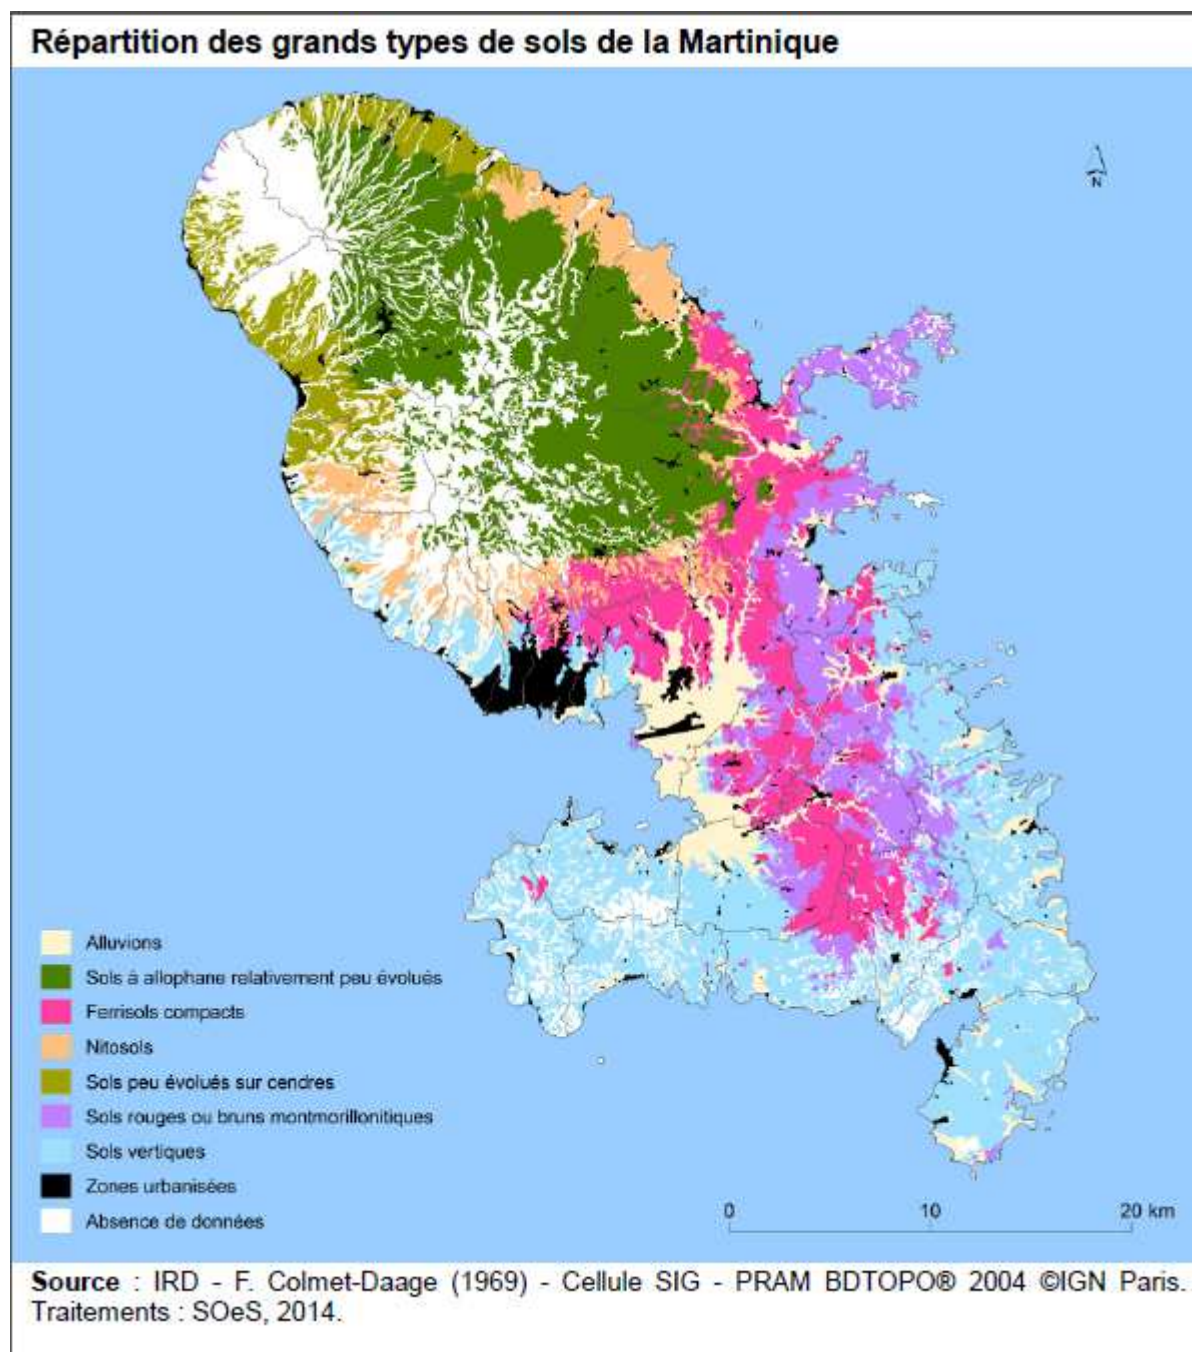 Répartition des grands types de sols de la Martinique
N
Alluvions
Sols à allophane relativement peu évolués
Ferrisols compacts
Nitosols
Sols peu évolués sur cendres
Sols rouges ou bruns montmorillonitiques
Sols vertiques
Zones urbanisées
Absence de données
0 10 20 km
Source : IRD - F. Colmet-Daage (1969) - Cellule SIG - PRAM BDTOPO® 2004 ©IGN Paris.
Traitements : SOeS, 2014.